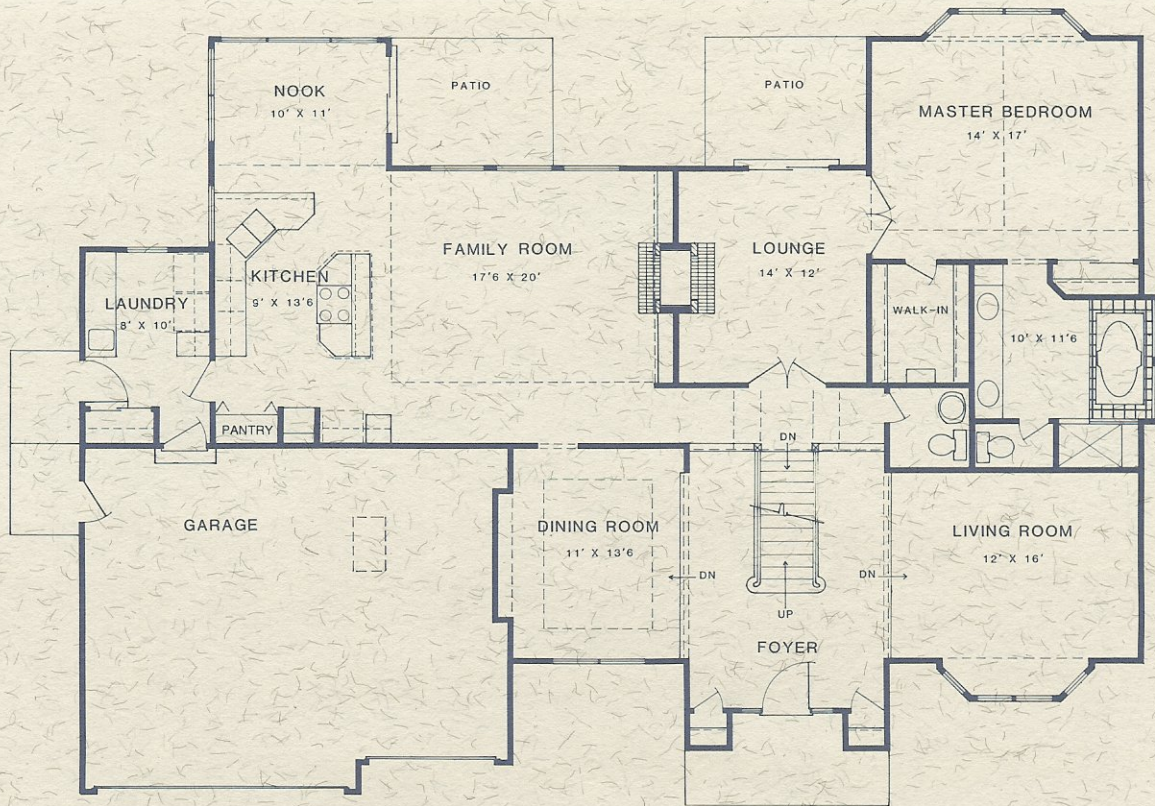 NOOK
10' X 11'
PATIO
PATIO
MASTER BEDROOM
14' X 17'
FAMILY ROOM
17'6 X 20'
LOUNGE
14' X 12'
KITCHEN
9' X 13'6
LAUNDRY
8' X 10'
WALK-IN
10' X 11'6
PANTRY
DN
GARAGE
DINING ROOM
11' X 13'6
LIVING ROOM
12' X 16'
DN
DN
UP
FOYER